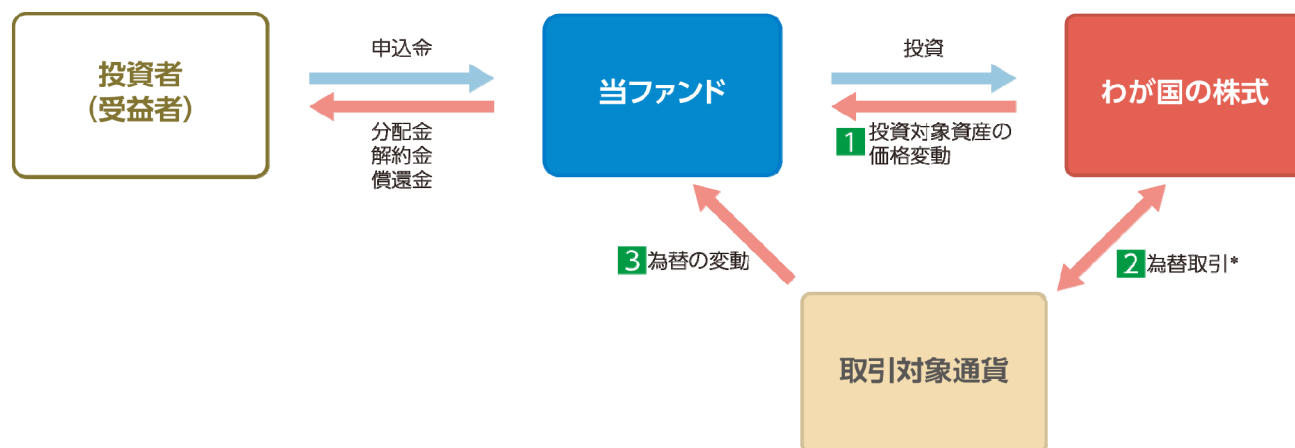 投資者
(受益者)
申込金
分配金
解約金
償還金
当ファンド
投資
1 投資対象資産の
価格変動
わが国の株式
3 為替の変動
2 為替取引*
取引対象通貨